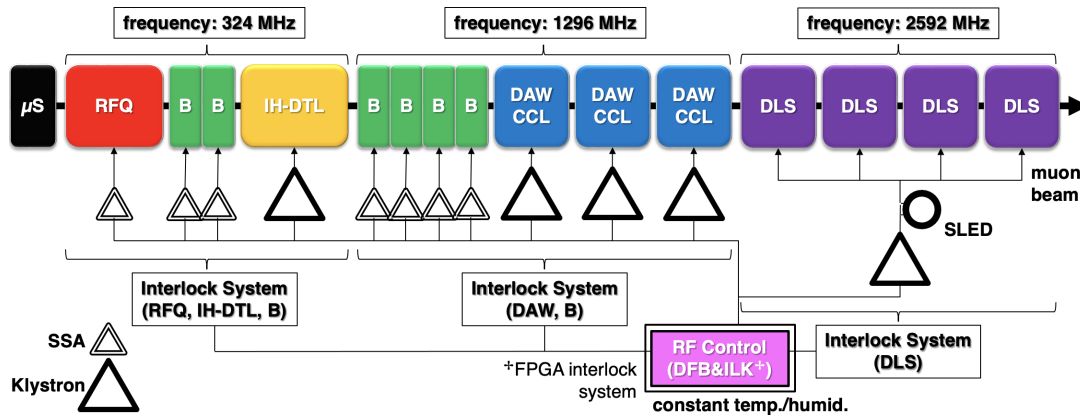 frequency: 324 MHz
frequency: 1296 MHz
frequency: 2592 MHz
μS
RFQ
B
B
IH-DTL
B
B
B
B
DAW
CCL
DAW
CCL
DAW
CCL
DLS
DLS
DLS
DLS
muon
beam
SLED
Interlock System
(RFQ, IH-DTL, B)
Interlock System
(DAW, B)
SSA
Klystron
⁺FPGA interlock
system
RF Control
(DFB&ILK⁺)
Interlock System
(DLS)
constant temp./humid.